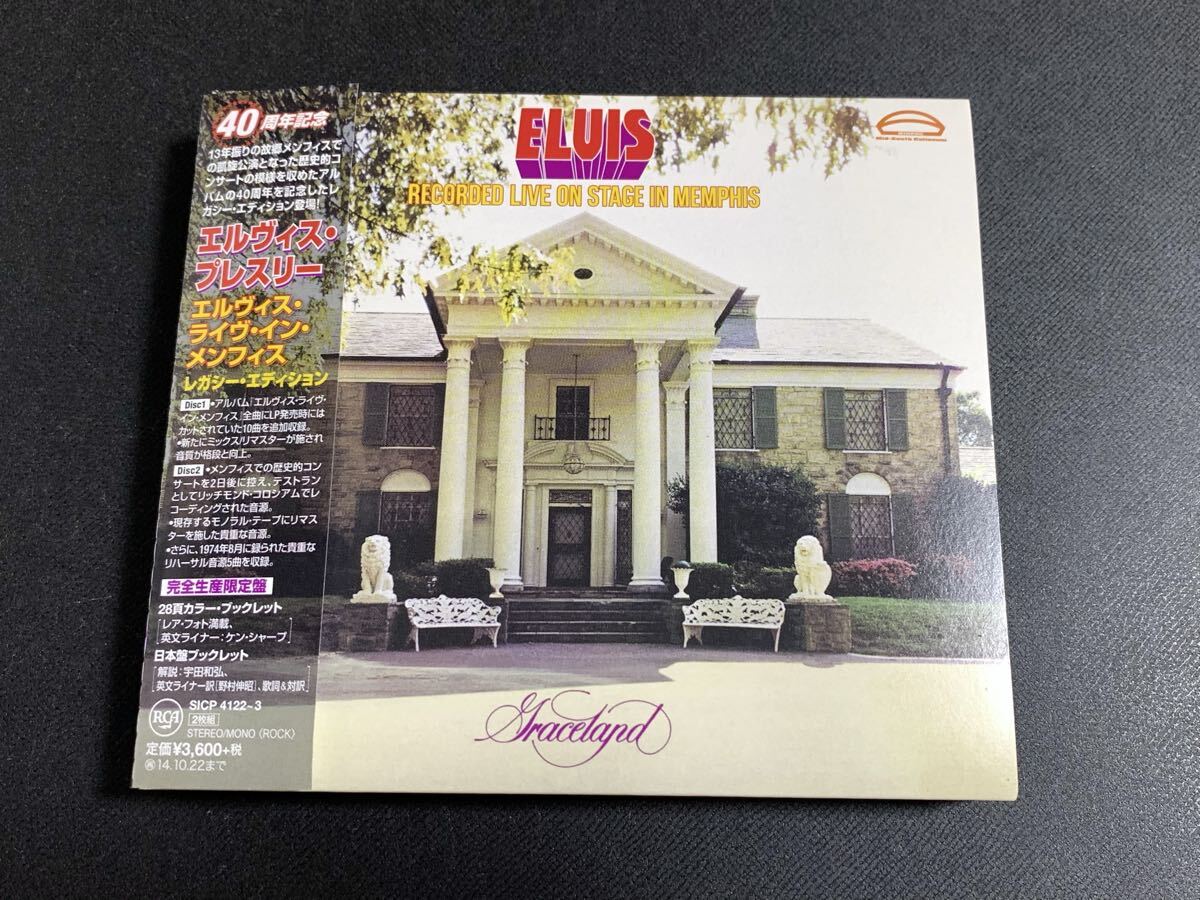 40周年記念
13年振りの故郷メンフィスで
の凱旋公演となった歴史的コ
ンサートの模様を収めたアル
バムの40周年を記念したレ
ガシー・エディション登場!
エルヴィス・
プレスリー
エルヴィス・
ライヴ・イン・
メンフィス
レガシー・エディション
Disc1 •アルバム『エルヴィス・ライヴ・
イン・メンフィス』全曲にLP発売時には
カットされていた10曲を追加収録。
•新たにミックス/リマスターが施され
音質が格段と向上。
Disc2 •メンフィスでの歴史的コン
サートを2日後に控え、テストラン
としてリッチモンド・コロシアムでレ
コーディングされた音源。
•現存するモノラル・テープにリマス
ターを施した貴重な音源。
•さらに、1974年8月に録られた貴重な
リハーサル音源5曲を収録。
完全生産限定盤
28頁カラー・ブックレット
[レア・フォト満載、
英文ライナー:ケン・シャープ]
日本盤ブックレット
[解説:宇田和弘、
英文ライナー訳[野村伸昭]、歌詞&対訳]
RCA
SICP 4122~3
2枚組
STEREO/MONO (ROCK)
定価¥3,600+税
再14.10.22まで
ELVIS
RECORDED LIVE ON STAGE IN MEMPHIS
Mid-South Coliseum
Graceland